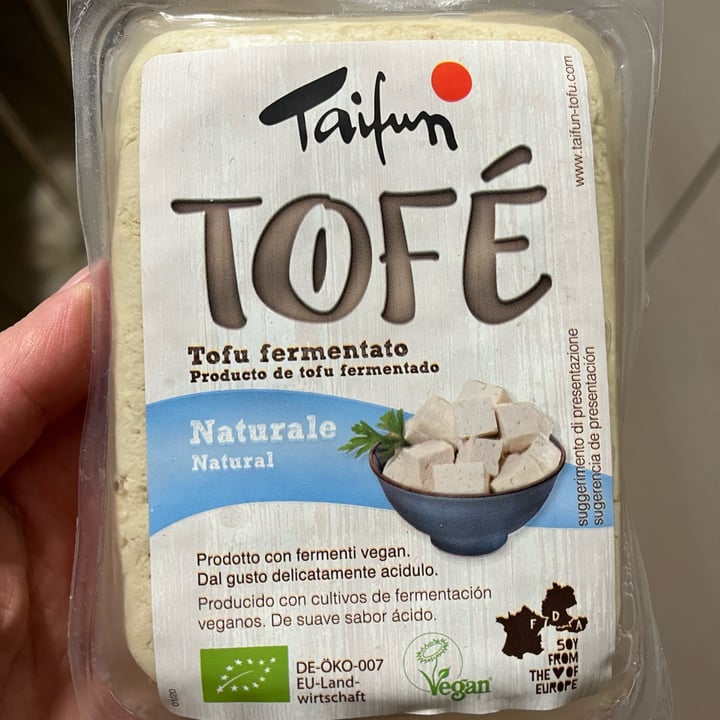 Taifun
www.taifun-tofu.com
TOFÉ
Tofu fermentato
Producto de tofu fermentado
Naturale
Natural
suggerimento di presentazione
sugerencia de presentación
Prodotto con fermenti vegan.
Dal gusto delicatamente acidulo.
Producido con cultivos de fermentación
veganos. De suave sabor ácido.
DE-ÖKO-007
EU-Land-
wirtschaft
Vegan
F D A
SOY
FROM
THE ♥ OF
EUROPE
01/20